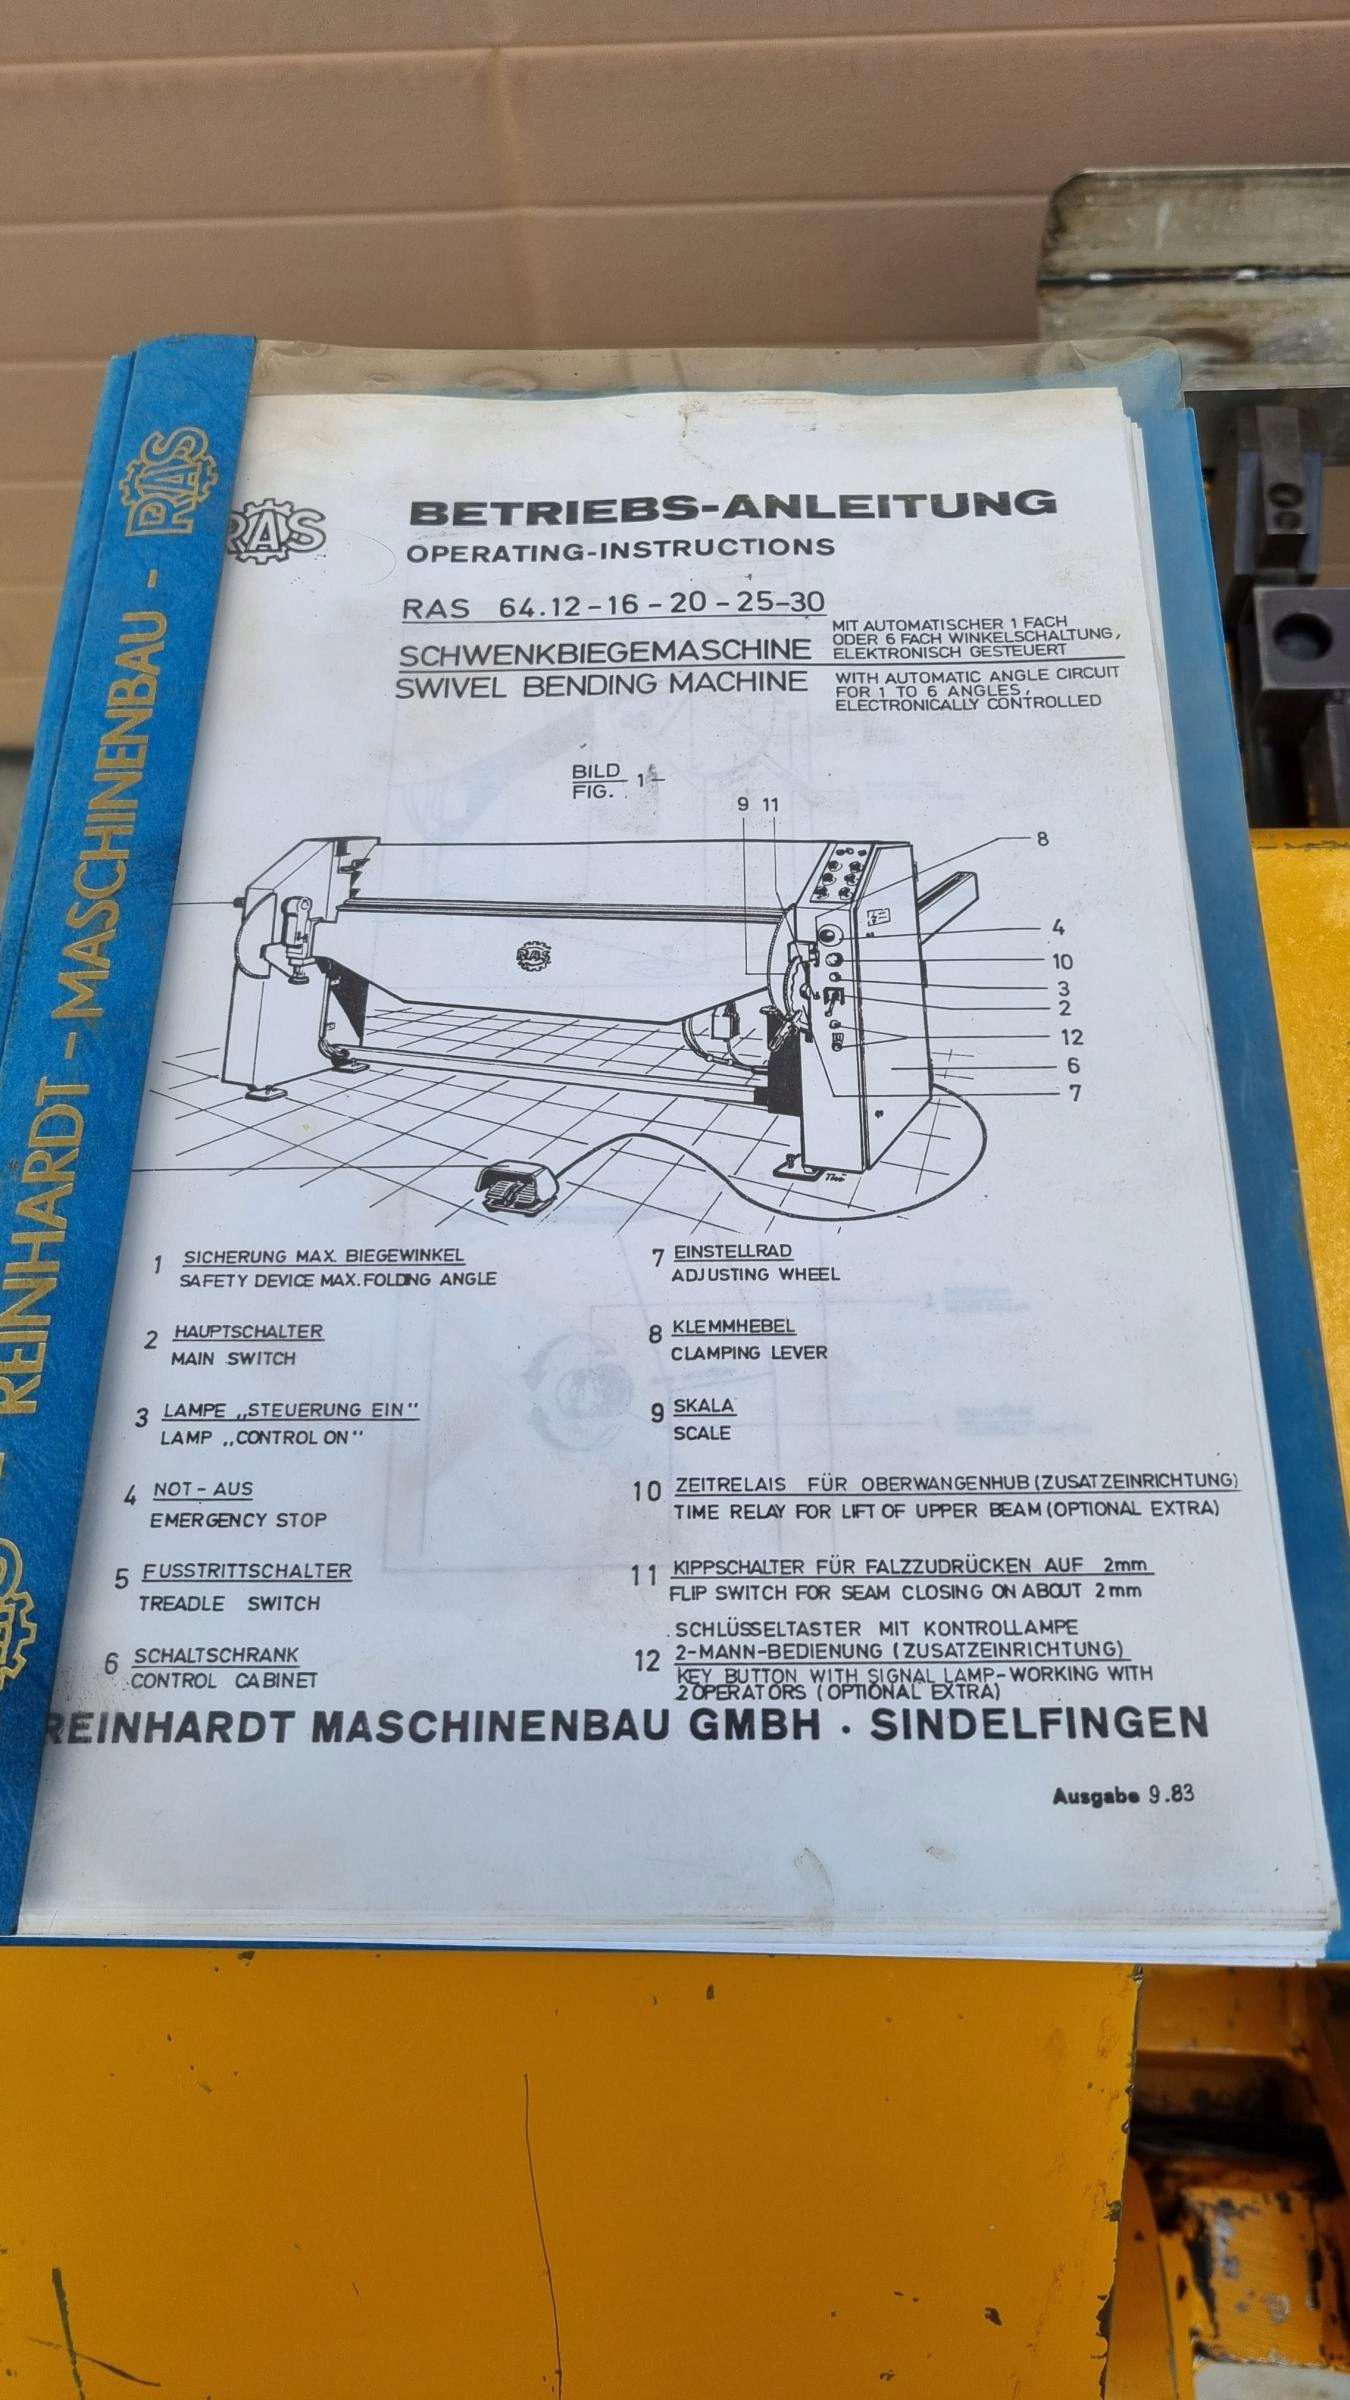 RAS
REINHARDT - MASCHINENBAU - RAS
RAS
BETRIEBS-ANLEITUNG
OPERATING-INSTRUCTIONS
RAS 64.12-16-20-25-30
SCHWENKBIEGEMASCHINE
MIT AUTOMATISCHER 1 FACH
ODER 6 FACH WINKELSCHALTUNG,
ELEKTRONISCH GESTEUERT
SWIVEL BENDING MACHINE
WITH AUTOMATIC ANGLE CIRCUIT
FOR 1 TO 6 ANGLES,
ELECTRONICALLY CONTROLLED
BILD
FIG. 1
9 11
8
4
10
3
2
12
6
7
RAS
1 SICHERUNG MAX. BIEGEWINKEL
SAFETY DEVICE MAX. FOLDING ANGLE
2 HAUPTSCHALTER
MAIN SWITCH
3 LAMPE „STEUERUNG EIN“
LAMP „CONTROL ON“
4 NOT-AUS
EMERGENCY STOP
5 FUSSTRITTSCHALTER
TREADLE SWITCH
6 SCHALTSCHRANK
CONTROL CABINET
7 EINSTELLRAD
ADJUSTING WHEEL
8 KLEMMHEBEL
CLAMPING LEVER
9 SKALA
SCALE
10 ZEITRELAIS FÜR OBERWANGENHUB (ZUSATZEINRICHTUNG)
TIME RELAY FOR LIFT OF UPPER BEAM (OPTIONAL EXTRA)
11 KIPPSCHALTER FÜR FALZZUDRÜCKEN AUF 2mm
FLIP SWITCH FOR SEAM CLOSING ON ABOUT 2mm
SCHLÜSSELTASTER MIT KONTROLLAMPE
12 2-MANN-BEDIENUNG (ZUSATZEINRICHTUNG)
KEY BUTTON WITH SIGNAL LAMP-WORKING WITH
2 OPERATORS (OPTIONAL EXTRA)
REINHARDT MASCHINENBAU GMBH · SINDELFINGEN
Ausgabe 9.83